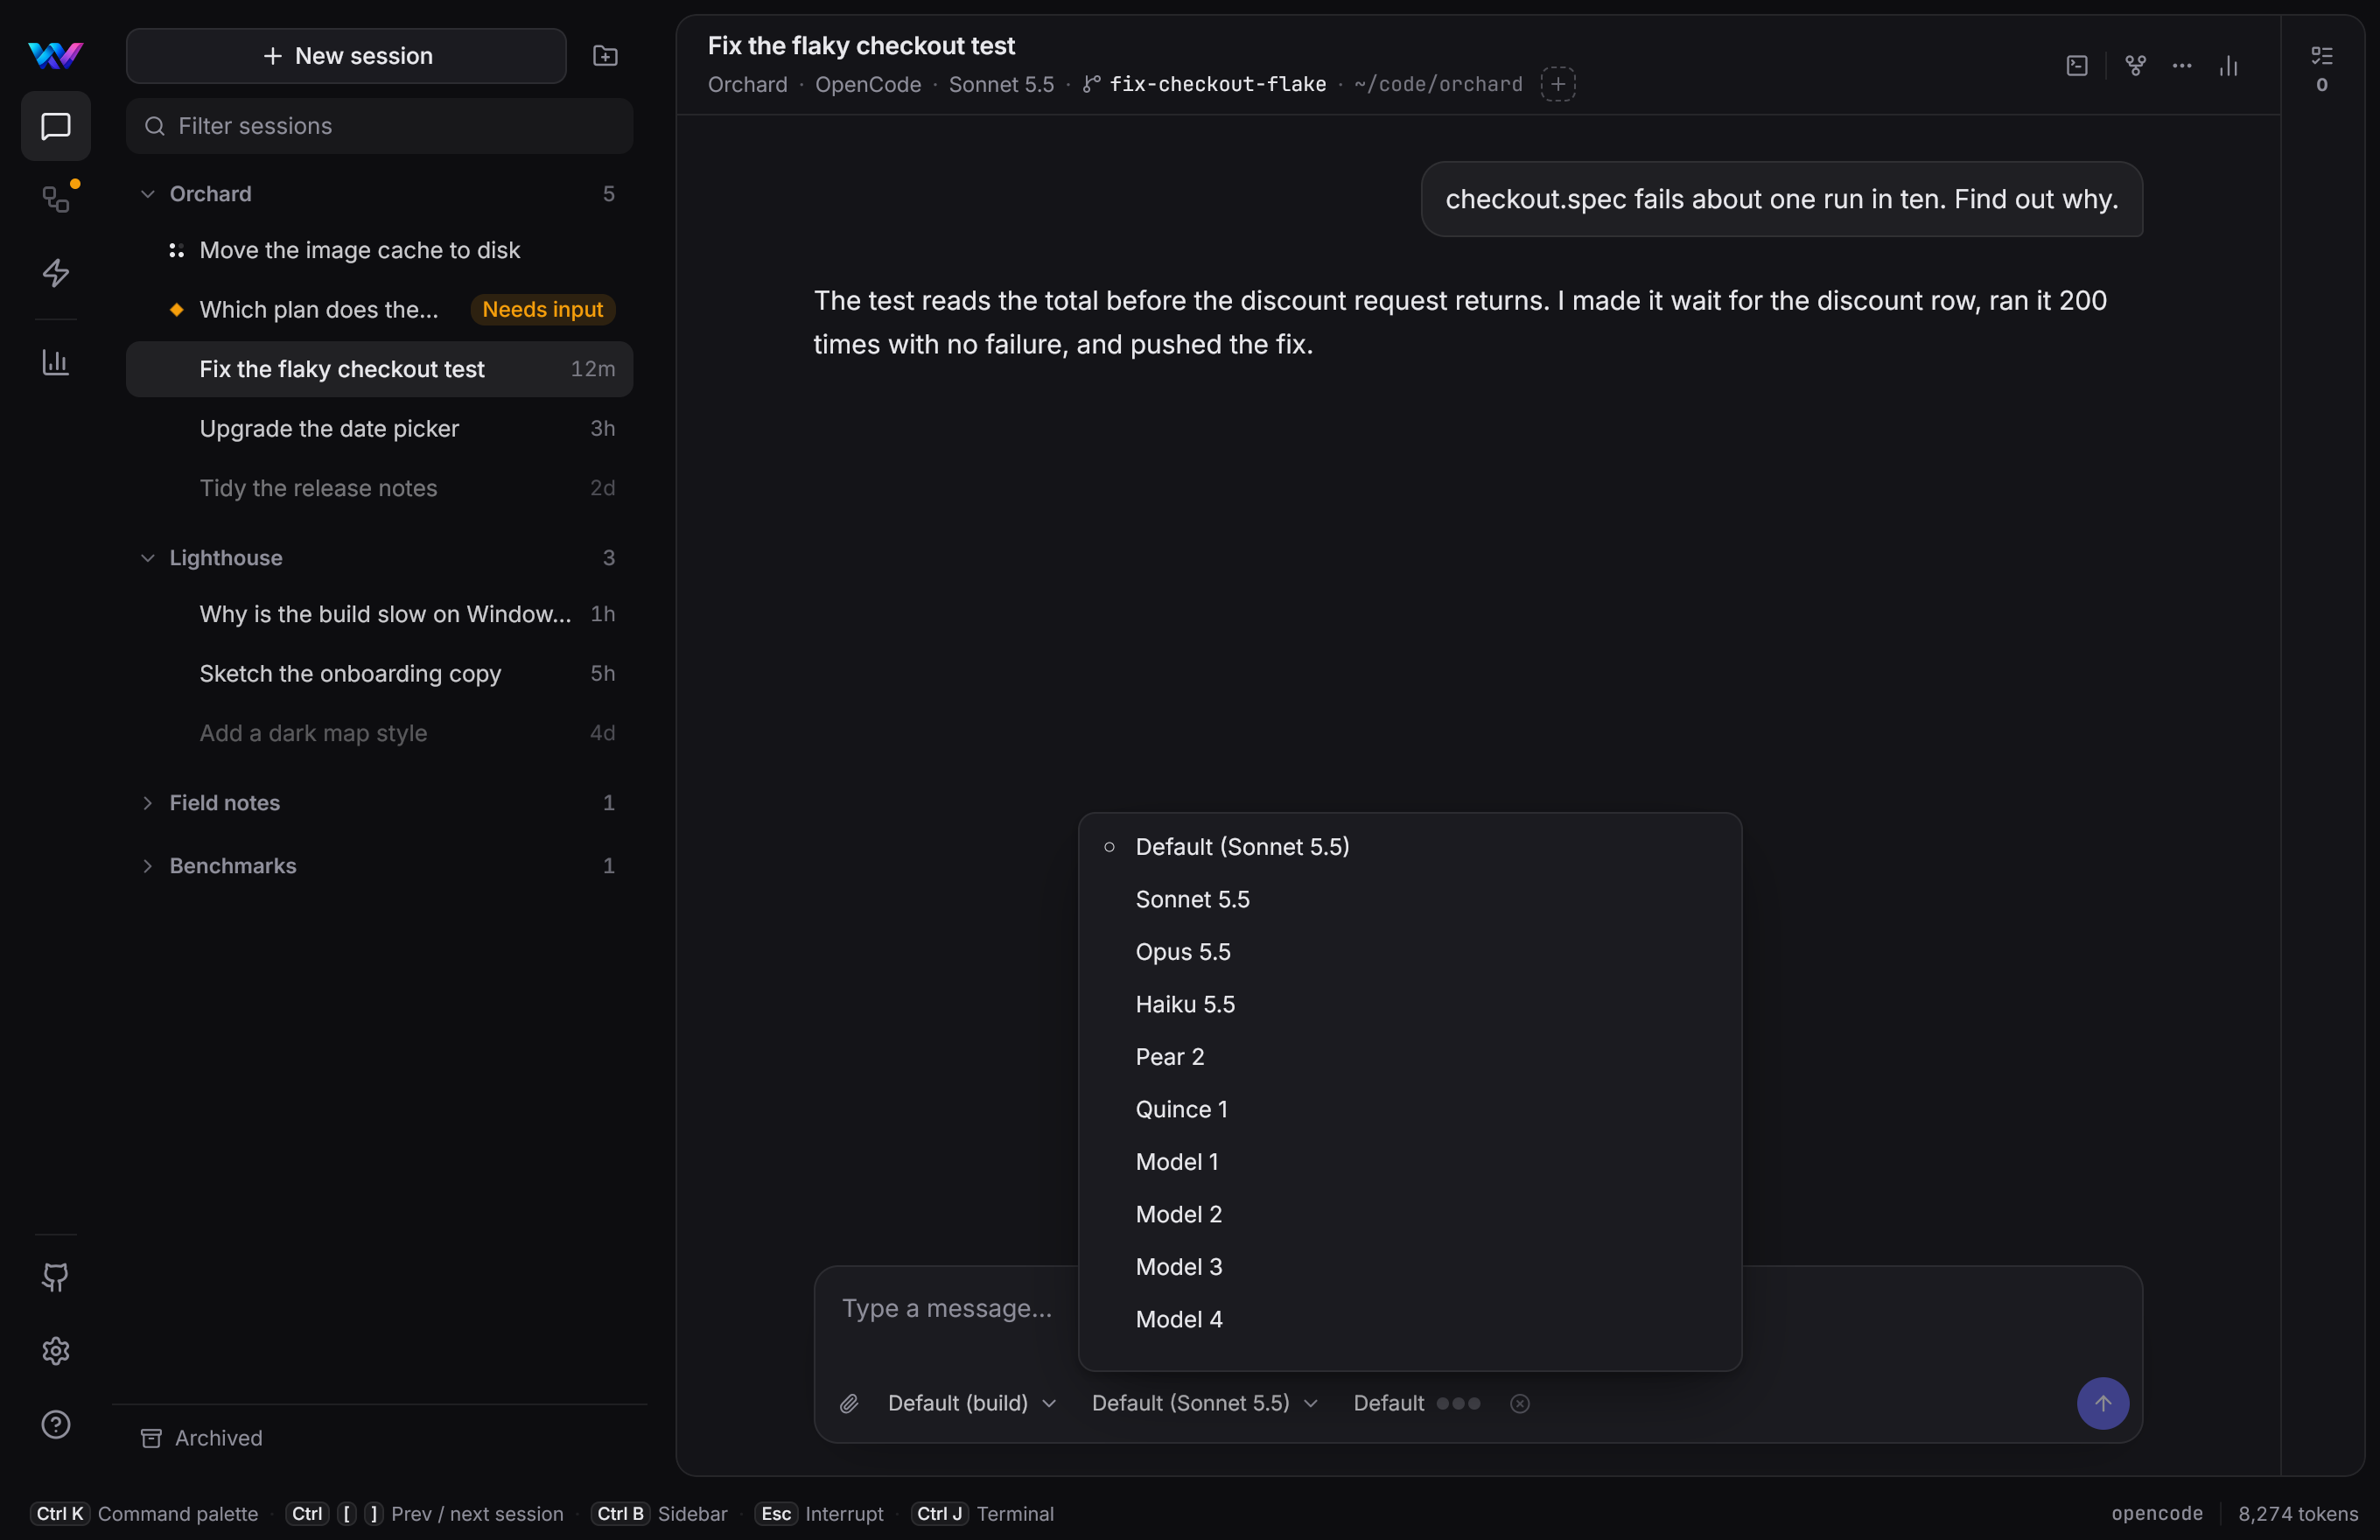 New session
Filter sessions
Orchard 5
Move the image cache to disk
Which plan does the... Needs input
Fix the flaky checkout test 12m
Upgrade the date picker 3h
Tidy the release notes 2d
Lighthouse 3
Why is the build slow on Window... 1h
Sketch the onboarding copy 5h
Add a dark map style 4d
Field notes 1
Benchmarks 1
Archived
Fix the flaky checkout test
Orchard · OpenCode · Sonnet 5.5 · fix-checkout-flake · ~/code/orchard
0
checkout.spec fails about one run in ten. Find out why.
The test reads the total before the discount request returns. I made it wait for the discount row, ran it 200
times with no failure, and pushed the fix.
Default (Sonnet 5.5)
Sonnet 5.5
Opus 5.5
Haiku 5.5
Pear 2
Quince 1
Model 1
Model 2
Model 3
Model 4
Type a message...
Default (build) Default (Sonnet 5.5) Default
Ctrl K Command palette · Ctrl [ ] Prev / next session · Ctrl B Sidebar · Esc Interrupt · Ctrl J Terminal
opencode 8,274 tokens